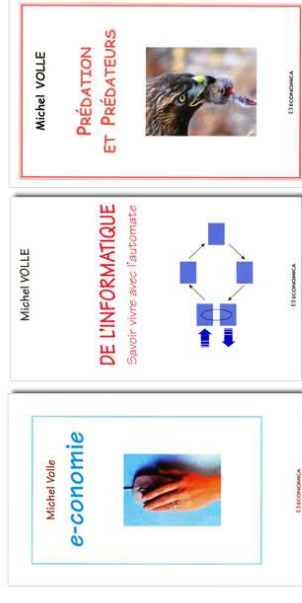 Michel VOLLE
PRÉDATION
ET PRÉDATEURS
ECONOMICA
Michel VOLLE
DE L'INFORMATIQUE
Savoir vivre avec l'automate
ECONOMICA
Michel Volle
e-conomie
ECONOMICA